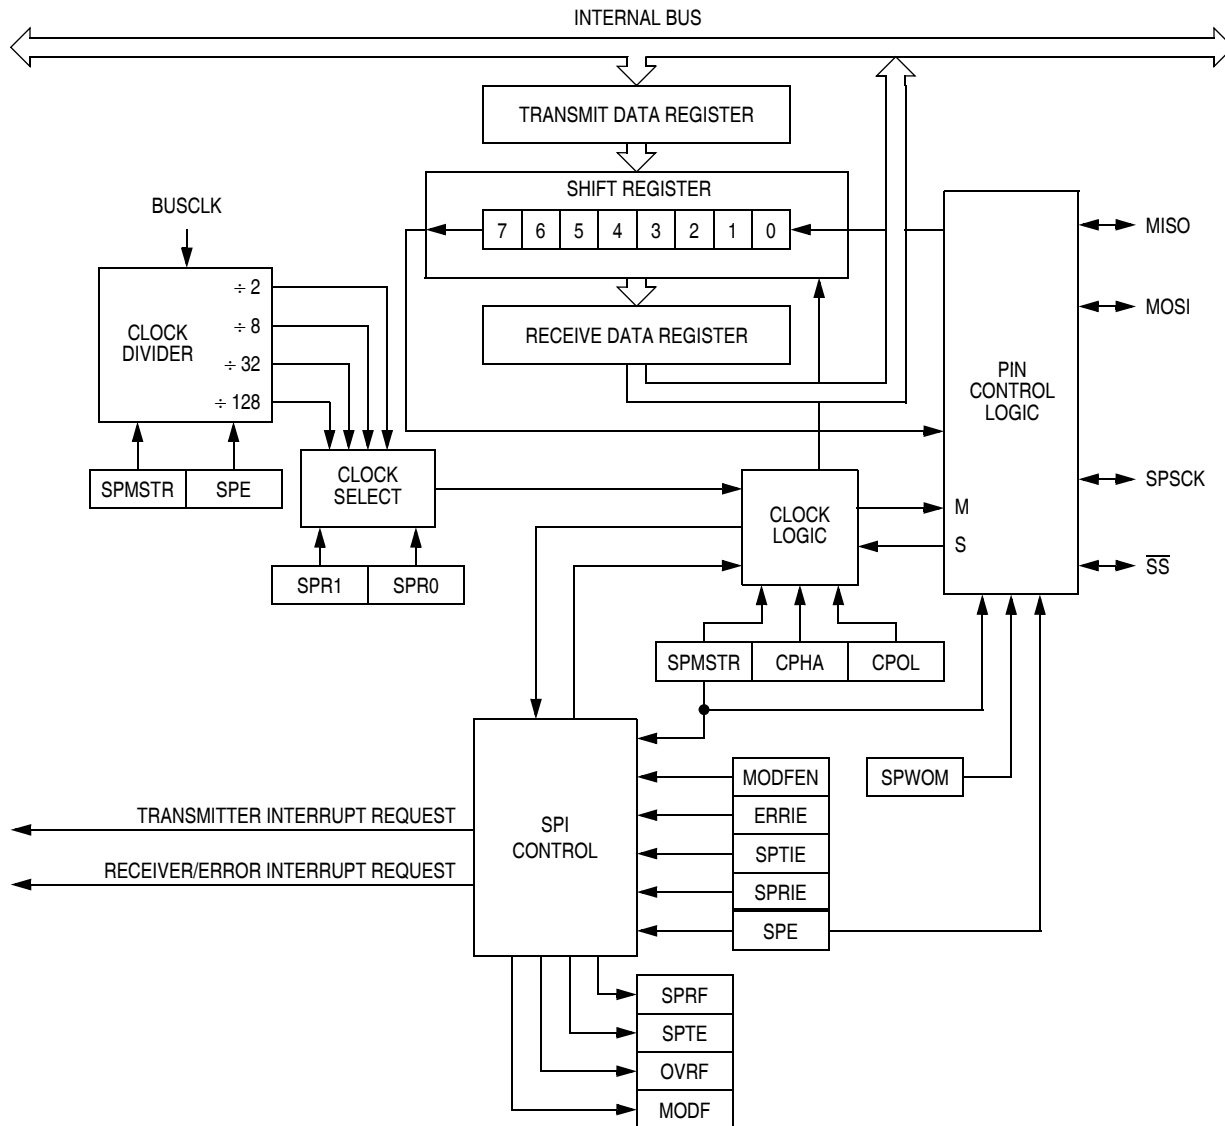 INTERNAL BUS
TRANSMIT DATA REGISTER
SHIFT REGISTER
7 6 5 4 3 2 1 0
RECEIVE DATA REGISTER
BUSCLK
CLOCK
DIVIDER
÷ 2
÷ 8
÷ 32
÷ 128
SPMSTR SPE
CLOCK
SELECT
SPR1 SPR0
CLOCK
LOGIC
SPMSTR CPHA CPOL
PIN
CONTROL
LOGIC
M
S
MISO
MOSI
SPSCK
SS
SPWOM
MODFEN
ERRIE
SPTIE
SPRIE
SPE
SPI
CONTROL
TRANSMITTER INTERRUPT REQUEST
RECEIVER/ERROR INTERRUPT REQUEST
SPRF
SPTE
OVRF
MODF